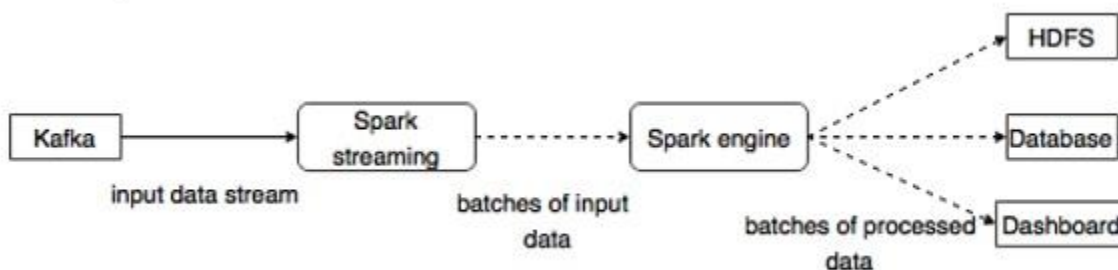 Kafka
input data stream
Spark
streaming
batches of input
data
Spark engine
batches of processed
data
HDFS
Database
Dashboard